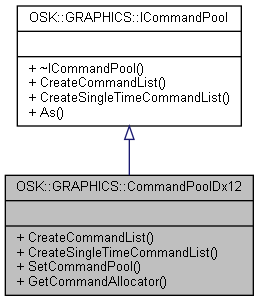 OSK::GRAPHICS::ICommandPool
+ ~ICommandPool()
+ CreateCommandList()
+ CreateSingleTimeCommandList()
+ As()
OSK::GRAPHICS::CommandPoolDx12
+ CreateCommandList()
+ CreateSingleTimeCommandList()
+ SetCommandPool()
+ GetCommandAllocator()